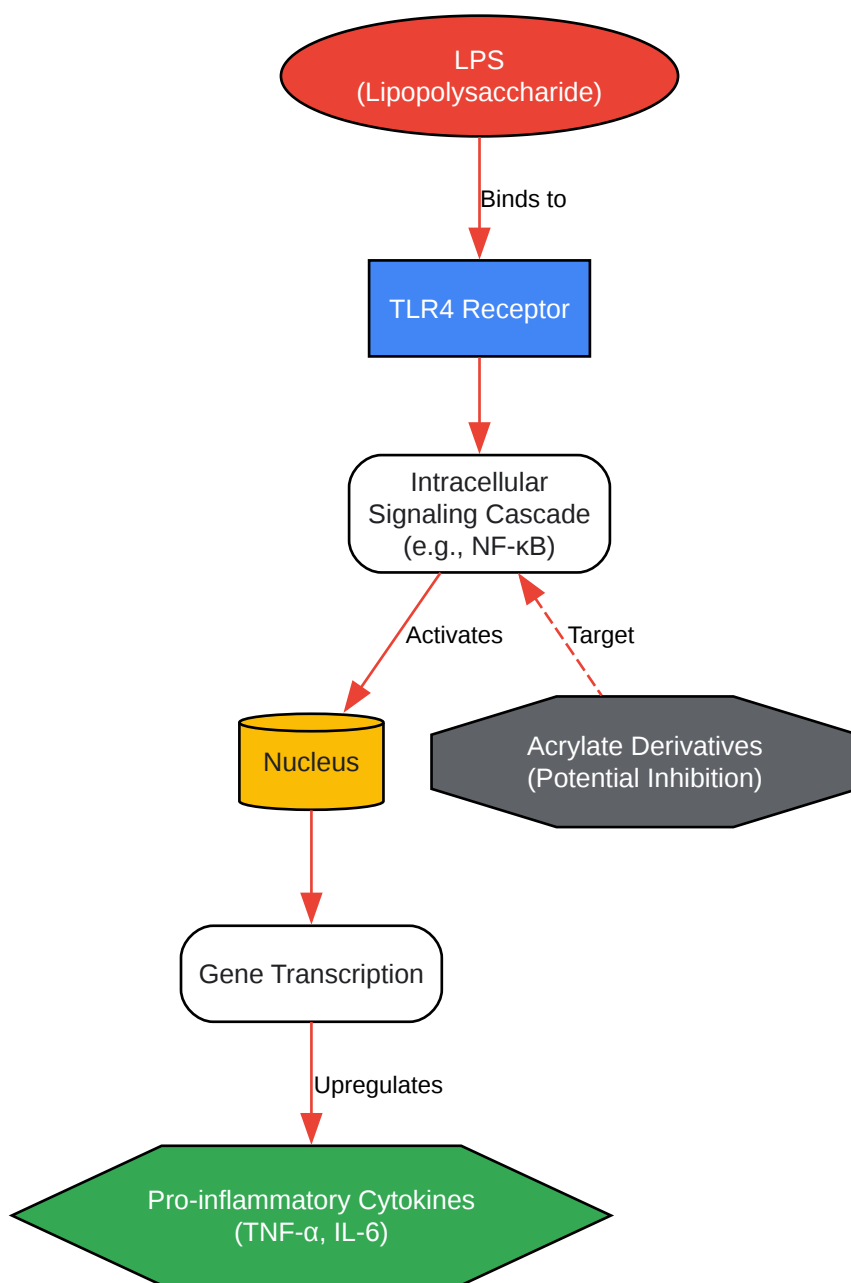 LPS
(Lipopolysaccharide)
Binds to
TLR4 Receptor
Intracellular
Signaling Cascade
(e.g., NF-κB)
Activates
Target
Nucleus
Acrylate Derivatives
(Potential Inhibition)
Gene Transcription
Upregulates
Pro-inflammatory Cytokines
(TNF-α, IL-6)